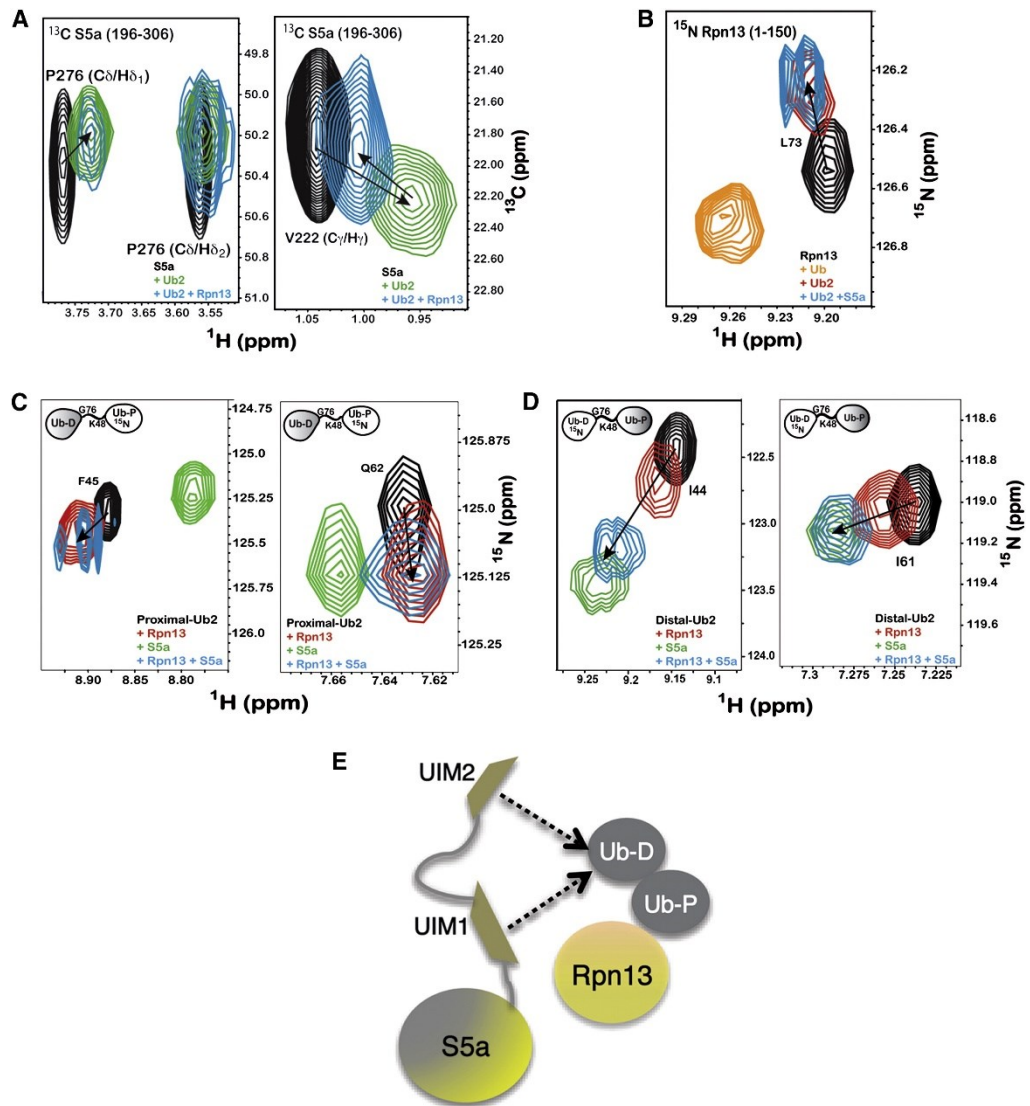 A
¹³C S5a (196-306)
P276 (Cδ/Hδ₁)
P276 (Cδ/Hδ₂)
S5a
+ Ub2
+ Ub2 + Rpn13
49.8
50.0
50.2
50.4
50.6
50.8
51.0
3.75 3.70 3.65 3.60 3.55
¹³C S5a (196-306)
V222 (Cγ/Hγ)
S5a
+ Ub2
+ Ub2 + Rpn13
21.20
21.40
21.60
21.80
22.00
22.20
22.40
22.60
22.80
¹³C (ppm)
1.05 1.00 0.95
¹H (ppm)
B
¹⁵N Rpn13 (1-150)
L73
Rpn13
+ Ub
+ Ub2
+ Ub2 +S5a
126.2
126.4
126.6
126.8
¹⁵N (ppm)
9.29 9.26 9.23 9.20
¹H (ppm)
C
G76
Ub-D K48 Ub-P
¹⁵N
F45
Proximal-Ub2
+ Rpn13
+ S5a
+ Rpn13 + S5a
124.75
125.0
125.25
125.5
125.75
126.0
8.90 8.85 8.80
G76
Ub-D K48 Ub-P
¹⁵N
Q62
Proximal-Ub2
+ Rpn13
+ S5a
+ Rpn13 + S5a
125.875
125.0
125.125
125.25
¹⁵N (ppm)
7.66 7.64 7.62
¹H (ppm)
D
G76
Ub-D K48 Ub-P
¹⁵N
I44
Distal-Ub2
+ Rpn13
+ S5a
+ Rpn13 + S5a
122.5
123.0
123.5
124.0
9.25 9.2 9.15 9.1
G76
Ub-D K48 Ub-P
¹⁵N
I61
Distal-Ub2
+ Rpn13
+ S5a
+ Rpn13 + S5a
118.6
118.8
119.0
119.2
119.4
119.6
¹⁵N (ppm)
7.3 7.275 7.25 7.225
¹H (ppm)
E
UIM2
Ub-D
Ub-P
UIM1
Rpn13
S5a